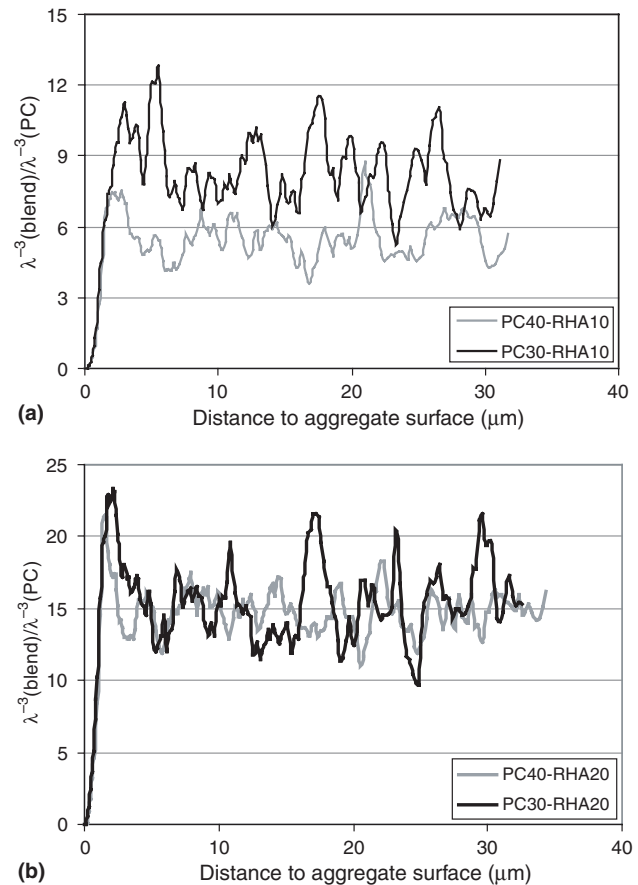 15
12
9
6
3
0
λ⁻³(blend)/λ⁻³(PC)
PC40-RHA10
PC30-RHA10
0 10 20 30 40
(a)
Distance to aggregate surface (μm)
25
20
15
10
5
0
λ⁻³(blend)/λ⁻³(PC)
PC40-RHA20
PC30-RHA20
0 10 20 30 40
(b)
Distance to aggregate surface (μm)